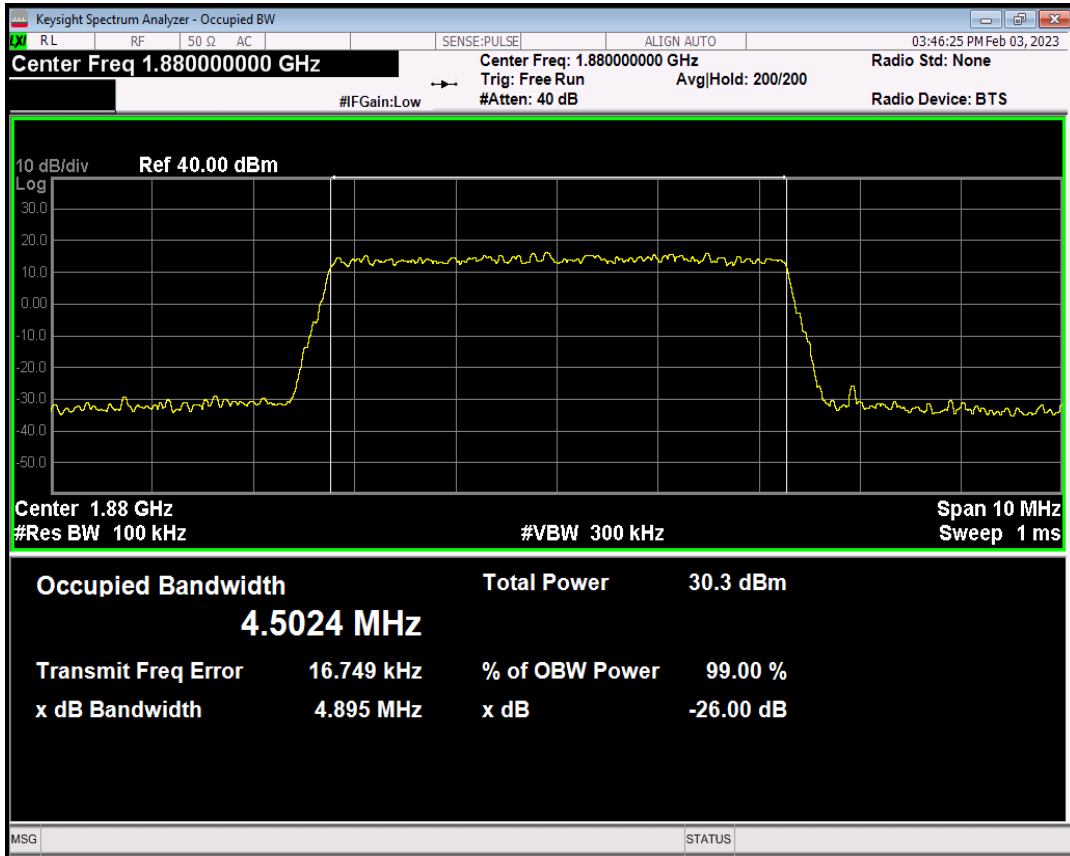 Keysight Spectrum Analyzer - Occupied BW
LXI RL RF 50 Ω AC SENSE:PULSE ALIGN AUTO 03:46:25 PM Feb 03, 2023
Center Freq 1.880000000 GHz
Center Freq: 1.880000000 GHz Radio Std: None
Trig: Free Run Avg|Hold: 200/200
#IFGain:Low #Atten: 40 dB Radio Device: BTS
10 dB/div Ref 40.00 dBm
Log
30.0
20.0
10.0
0.00
-10.0
-20.0
-30.0
-40.0
-50.0
Center 1.88 GHz Span 10 MHz
#Res BW 100 kHz #VBW 300 kHz Sweep 1 ms
Occupied Bandwidth Total Power 30.3 dBm
4.5024 MHz
Transmit Freq Error 16.749 kHz % of OBW Power 99.00 %
x dB Bandwidth 4.895 MHz x dB -26.00 dB
MSG STATUS